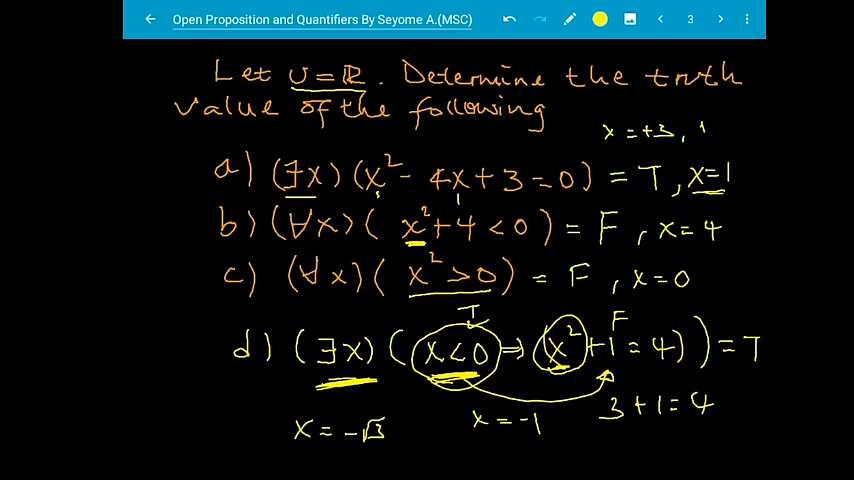 Open Proposition and Quantifiers By Seyome A.(MSC)
3
Let U=ℝ. Determine the truth
value of the following
x = +3, 1
a) (∃x)(x² - 4x+3=0) = T, x=1
b) (∀x)( x²+4 <0 ) = F, x=4
c) (∀x)( x²>0) = F, x=0
T F
d) (∃x)( x<0 ⇒ x²+1=4)) = T
3+1=4
x = -√3 x = -1